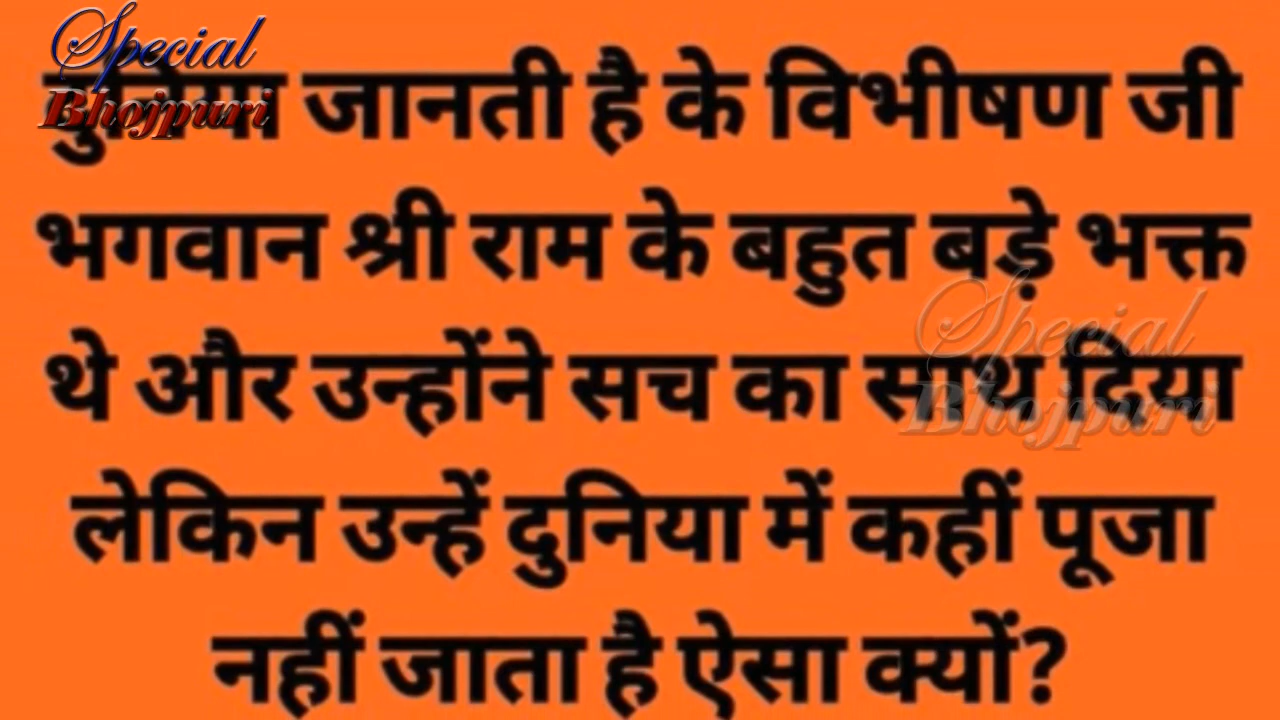 Special
Bhojpuri
दुनिया जानती है के विभीषण जी
भगवान श्री राम के बहुत बड़े भक्त
थे और उन्होंने सच का साथ दिया
Special
Bhojpuri
लेकिन उन्हें दुनिया में कहीं पूजा
नहीं जाता है ऐसा क्यों?